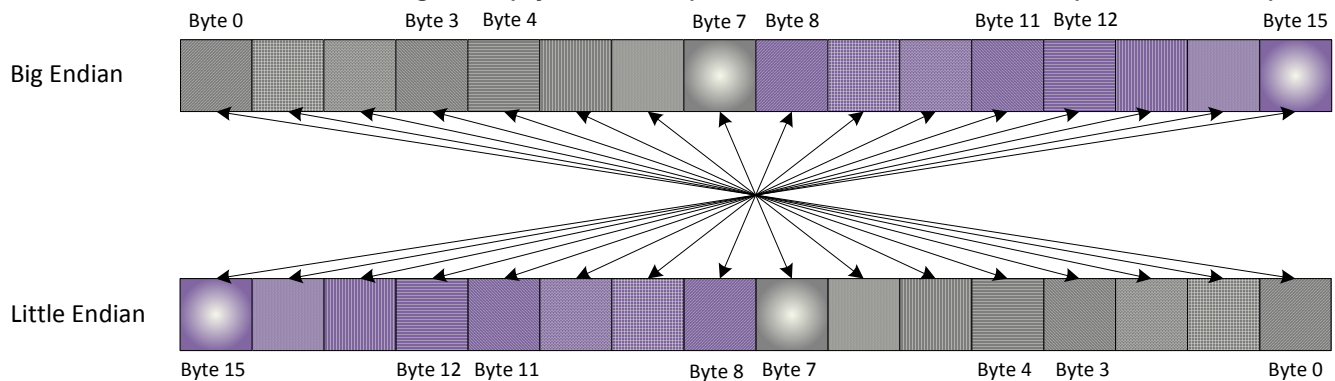 Byte 0 Byte 3 Byte 4 Byte 7 Byte 8 Byte 11 Byte 12 Byte 15
Big Endian
Little Endian
Byte 15 Byte 12 Byte 11 Byte 8 Byte 7 Byte 4 Byte 3 Byte 0